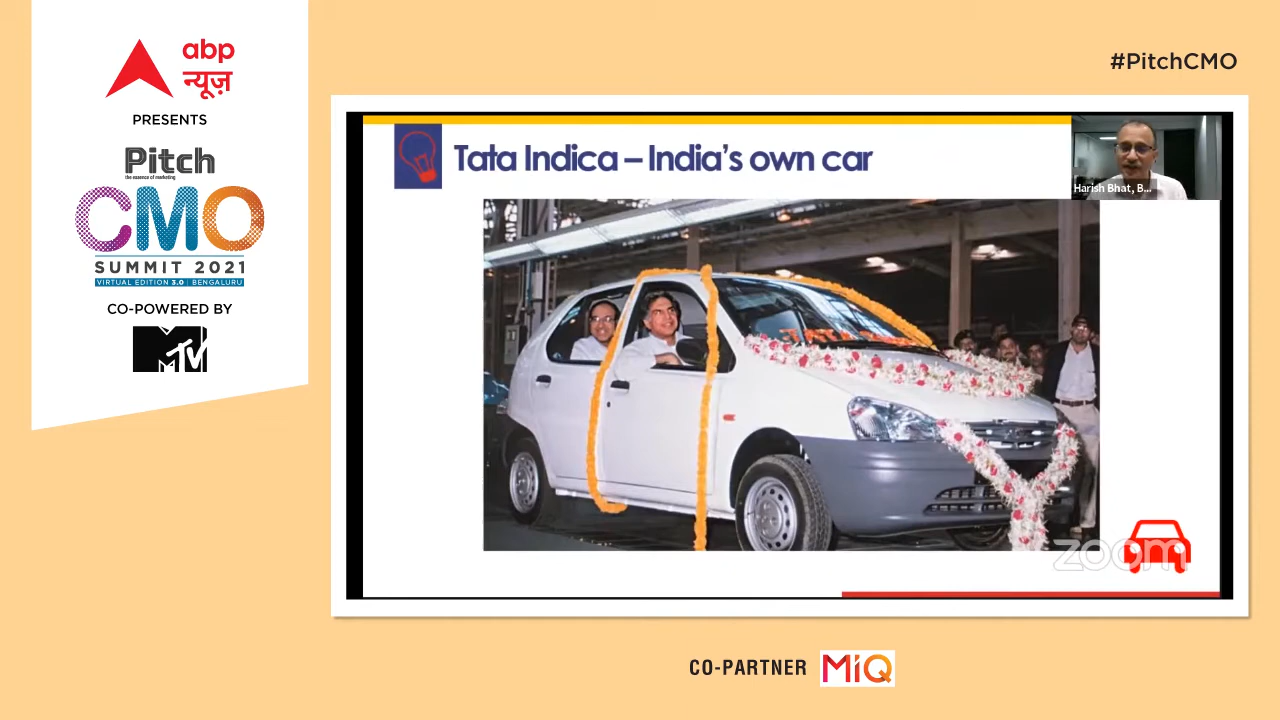 abp
न्यूज़
PRESENTS
Pitch
the essence of marketing
CMO
SUMMIT 2021
VIRTUAL EDITION 3.0 | BENGALURU
CO-POWERED BY
MTV
#PitchCMO
Tata Indica – India's own car
Harish Bhat, B...
TATA
zoom
CO-PARTNER
MiQ